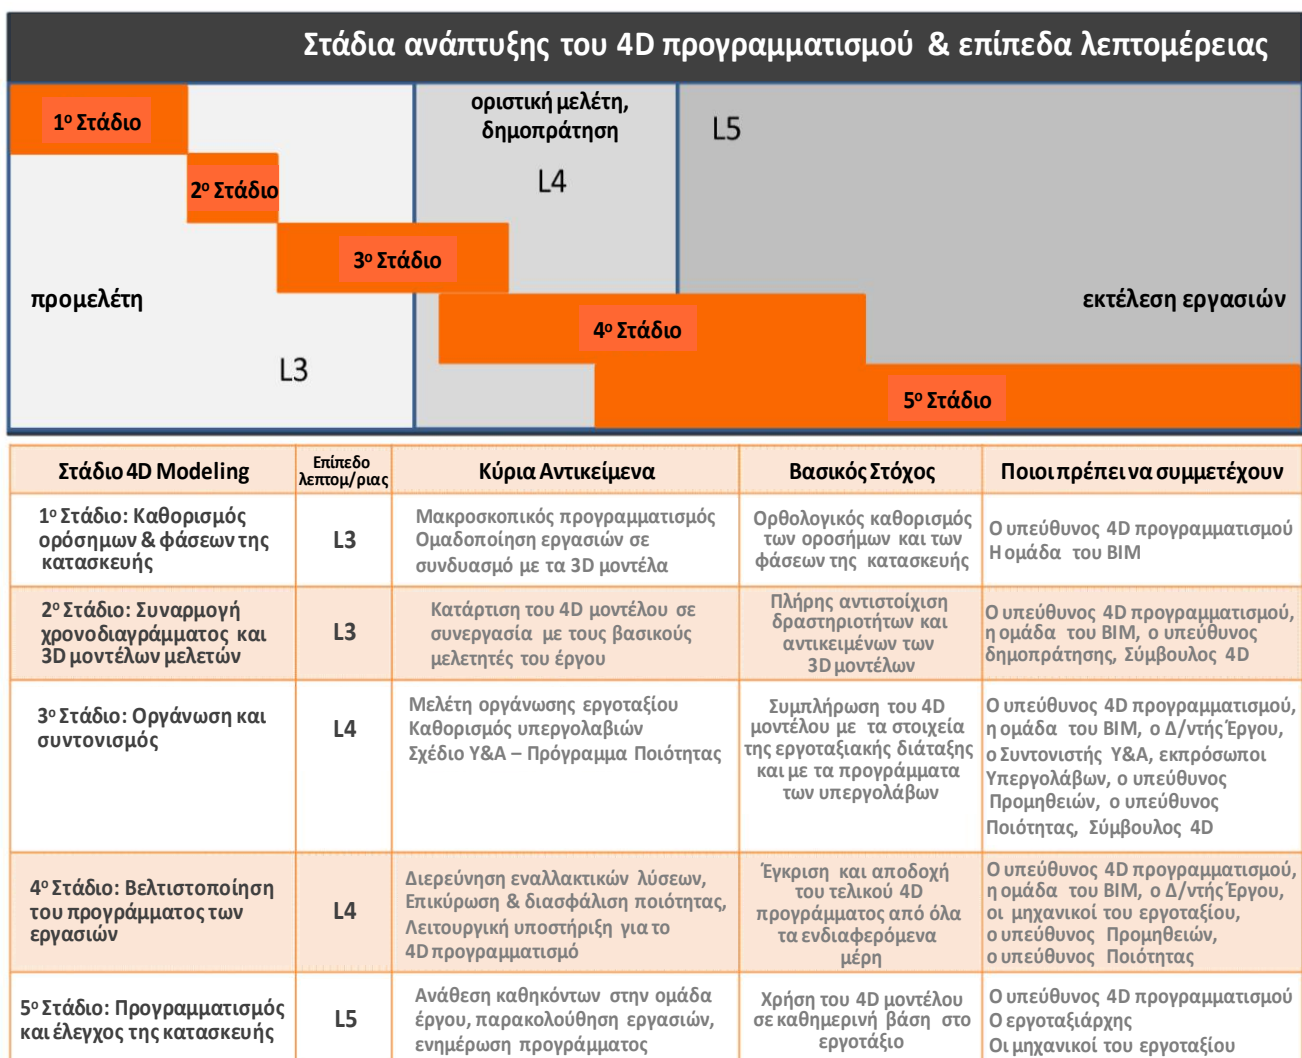 Στάδια ανάπτυξης του 4D προγραμματισμού & επίπεδα λεπτομέρειας
1ο Στάδιο
οριστική μελέτη,
δημοπράτηση
L5
L4
2ο Στάδιο
3ο Στάδιο
προμελέτη
εκτέλεση εργασιών
4ο Στάδιο
L3
5ο Στάδιο
Στάδιο 4D Modeling
Επίπεδο
λεπτομ/ριας
Κύρια Αντικείμενα
Βασικός Στόχος
Ποιοι πρέπει να συμμετέχουν
1ο Στάδιο: Καθορισμός
ορόσημων & φάσεων της
κατασκευής
L3
Μακροσκοπικός προγραμματισμός
Ομαδοποίηση εργασιών σε
συνδυασμό με τα 3D μοντέλα
Ορθολογικός καθορισμός
των οροσήμων και των
φάσεων της κατασκευής
Ο υπεύθυνος 4D προγραμματισμού
Η ομάδα του BIM
2ο Στάδιο: Συναρμογή
χρονοδιαγράμματος και
3D μοντέλων μελετών
L3
Κατάρτιση του 4D μοντέλου σε
συνεργασία με τους βασικούς
μελετητές του έργου
Πλήρης αντιστοίχιση
δραστηριοτήτων και
αντικειμένων των
3D μοντέλων
Ο υπεύθυνος 4D προγραμματισμού,
η ομάδα του BIM, ο υπεύθυνος
δημοπράτησης, Σύμβουλος 4D
3ο Στάδιο: Οργάνωση και
συντονισμός
L4
Μελέτη οργάνωσης εργοταξίου
Καθορισμός υπεργολαβιών
Σχέδιο Υ&Α – Πρόγραμμα Ποιότητας
Συμπλήρωση του 4D
μοντέλου με τα στοιχεία
της εργοταξιακής διάταξης
και με τα προγράμματα
των υπεργολάβων
Ο υπεύθυνος 4D προγραμματισμού,
η ομάδα του BIM, ο Δ/ντής Έργου,
ο Συντονιστής Υ&Α, εκπρόσωποι
Υπεργολάβων, ο υπεύθυνος
Προμηθειών, ο υπεύθυνος
Ποιότητας, Σύμβουλος 4D
4ο Στάδιο: Βελτιστοποίηση
του προγράμματος των
εργασιών
L4
Διερεύνηση εναλλακτικών λύσεων,
Επικύρωση & διασφάλιση ποιότητας,
Λειτουργική υποστήριξη για το
4D προγραμματισμό
Έγκριση και αποδοχή
του τελικού 4D
προγράμματος από όλα
τα ενδιαφερόμενα
μέρη
Ο υπεύθυνος 4D προγραμματισμού,
η ομάδα του BIM, ο Δ/ντής Έργου,
οι μηχανικοί του εργοταξίου,
ο υπεύθυνος Προμηθειών,
ο υπεύθυνος Ποιότητας
5ο Στάδιο: Προγραμματισμός
και έλεγχος της κατασκευής
L5
Ανάθεση καθηκόντων στην ομάδα
έργου, παρακολούθηση εργασιών,
ενημέρωση προγράμματος
Χρήση του 4D μοντέλου
σε καθημερινή βάση στο
εργοτάξιο
Ο υπεύθυνος 4D προγραμματισμού
Ο εργοταξιάρχης
Οι μηχανικοί του εργοταξίου